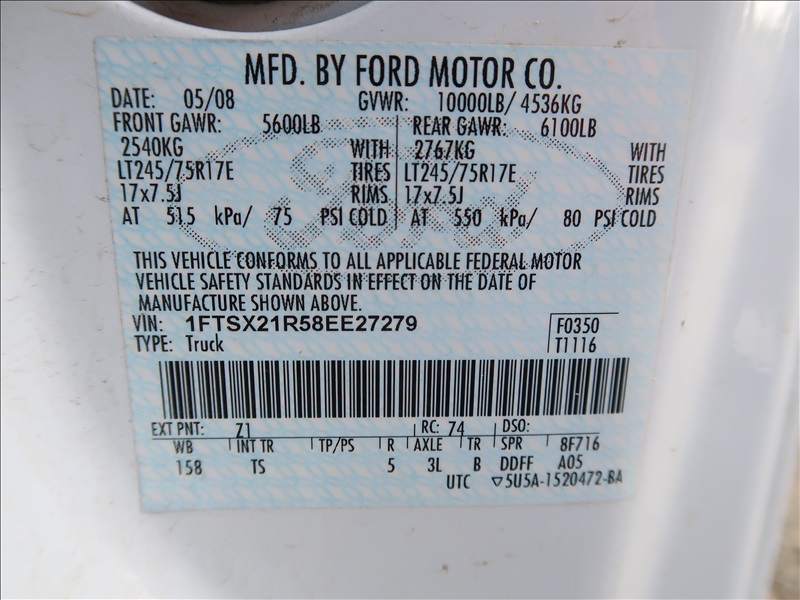 MFD. BY FORD MOTOR CO.
DATE: 05/08 GVWR: 10000LB/ 4536KG
FRONT GAWR: 5600LB REAR GAWR: 6100LB
2540KG WITH 2767KG WITH
LT245/75R17E TIRES LT245/75R17E TIRES
17x7.5J RIMS 17x7.5J RIMS
AT 515 kPa/ 75 PSI COLD AT 550 kPa/ 80 PSI COLD
THIS VEHICLE CONFORMS TO ALL APPLICABLE FEDERAL MOTOR
VEHICLE SAFETY STANDARDS IN EFFECT ON THE DATE OF
MANUFACTURE SHOWN ABOVE.
VIN: 1FTSX21R58EE27279 F0350
TYPE: Truck T1116
EXT PNT: Z1 RC: 74 DSO:
WB INT TR TP/PS R AXLE TR SPR 8F716
158 TS 5 3L B DDFF A05
UTC ▽5U5A-1520472-BA